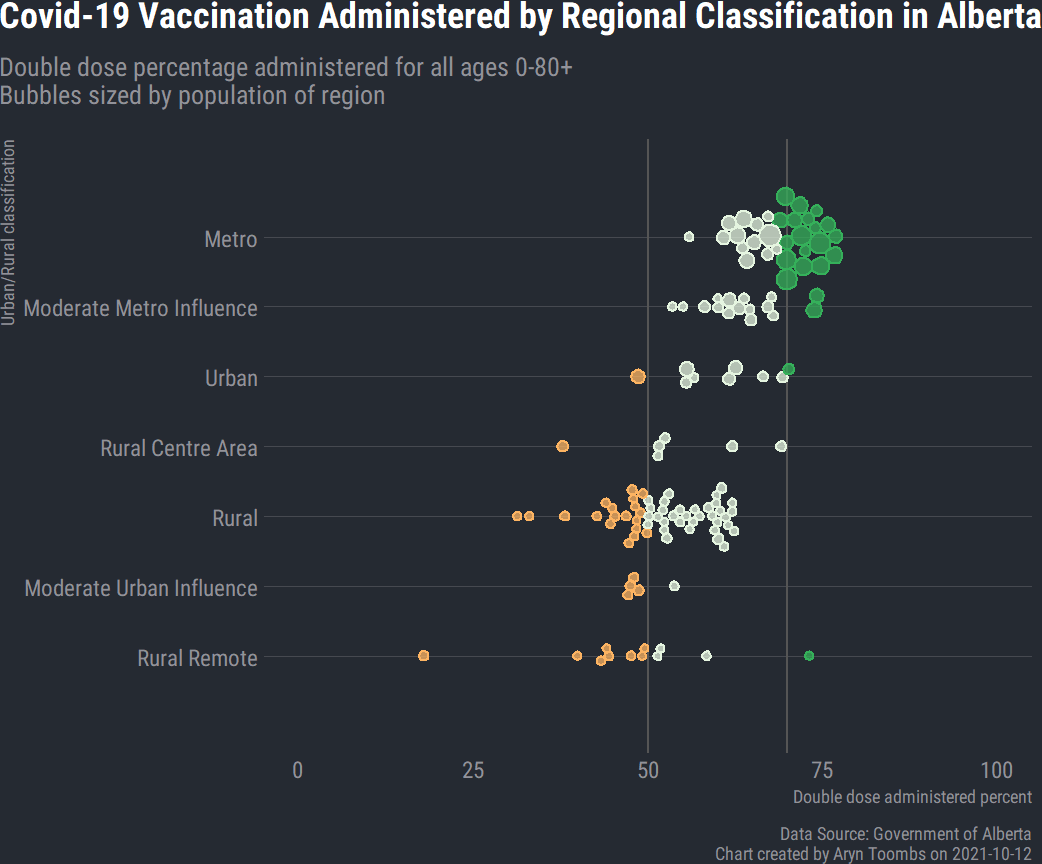 Covid-19 Vaccination Administered by Regional Classification in Alberta
Double dose percentage administered for all ages 0-80+
Bubbles sized by population of region
Urban/Rural classification
Metro
Moderate Metro Influence
Urban
Rural Centre Area
Rural
Moderate Urban Influence
Rural Remote
0 25 50 75 100
Double dose administered percent
Data Source: Government of Alberta
Chart created by Aryn Toombs on 2021-10-12